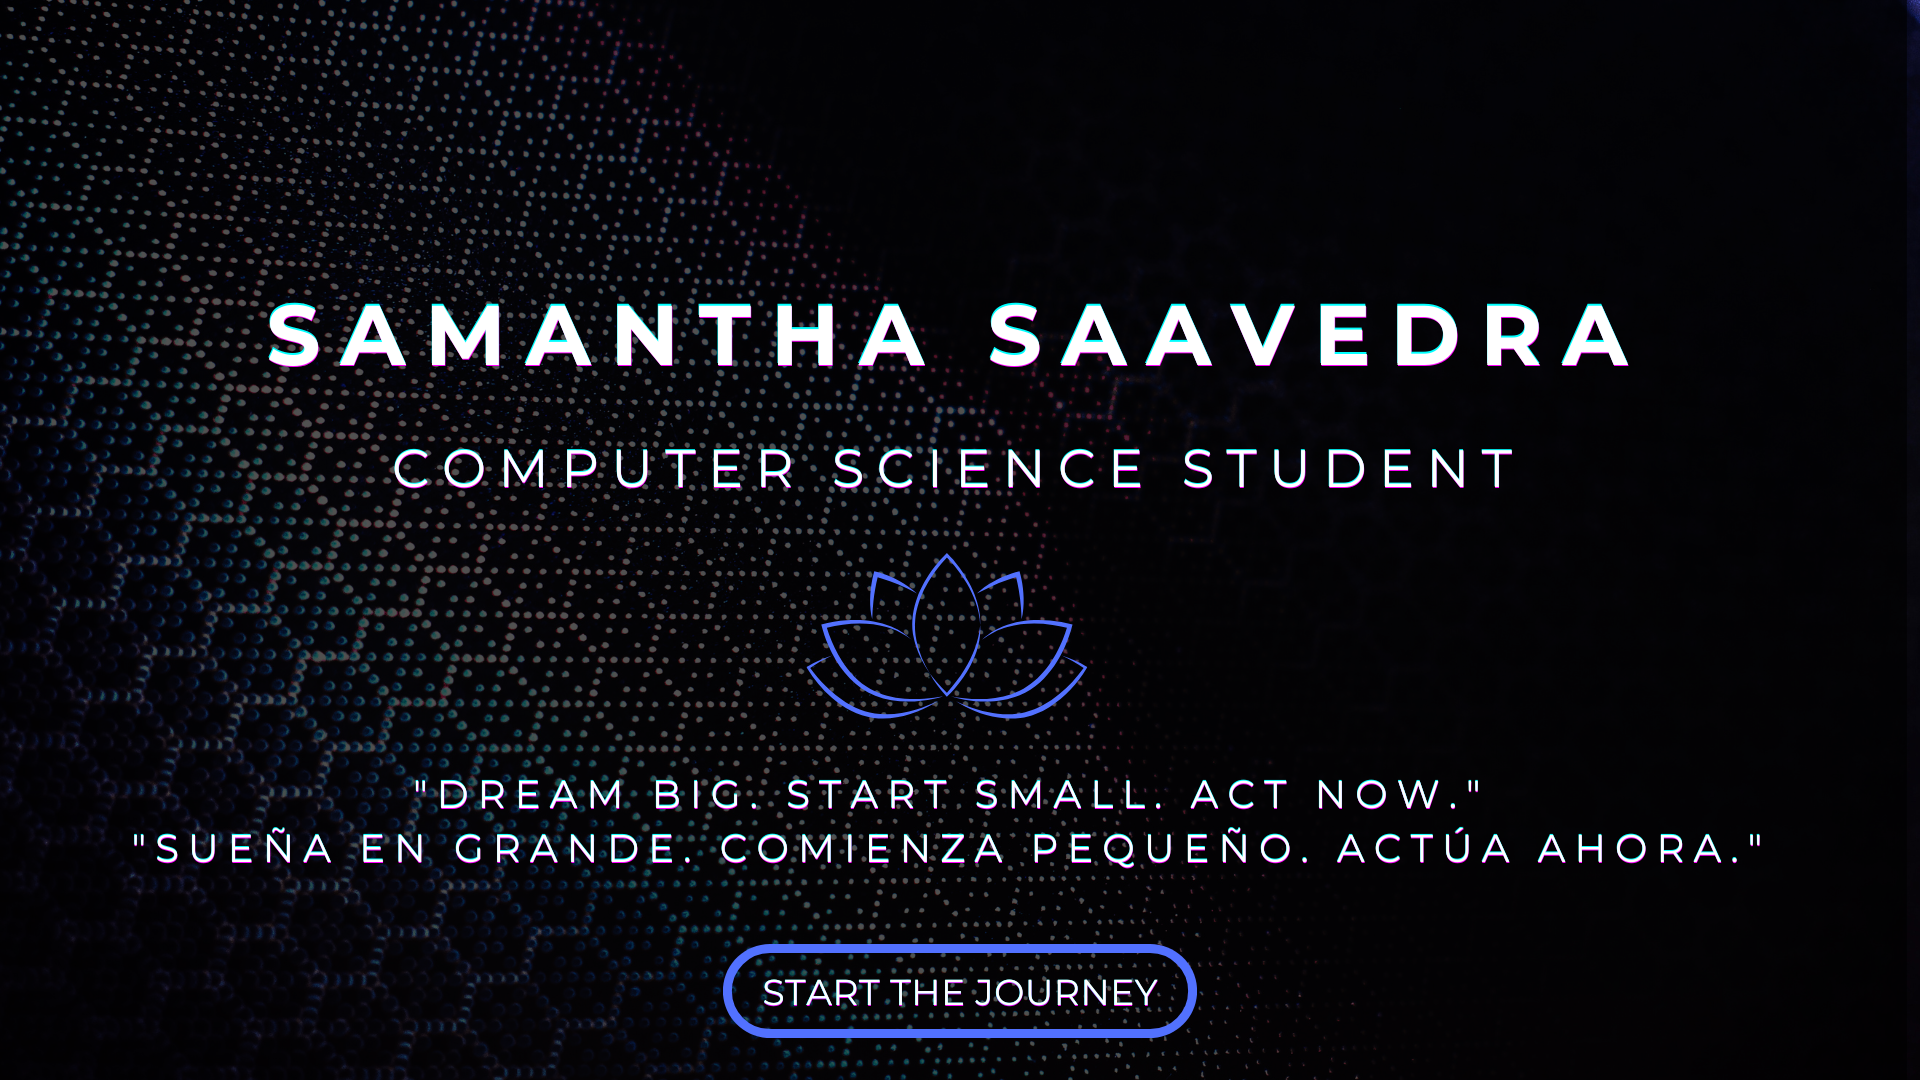 SAMANTHA SAAVEDRA
COMPUTER SCIENCE STUDENT
"DREAM BIG. START SMALL. ACT NOW."
"SUEÑA EN GRANDE. COMIENZA PEQUEÑO. ACTÚA AHORA."
START THE JOURNEY